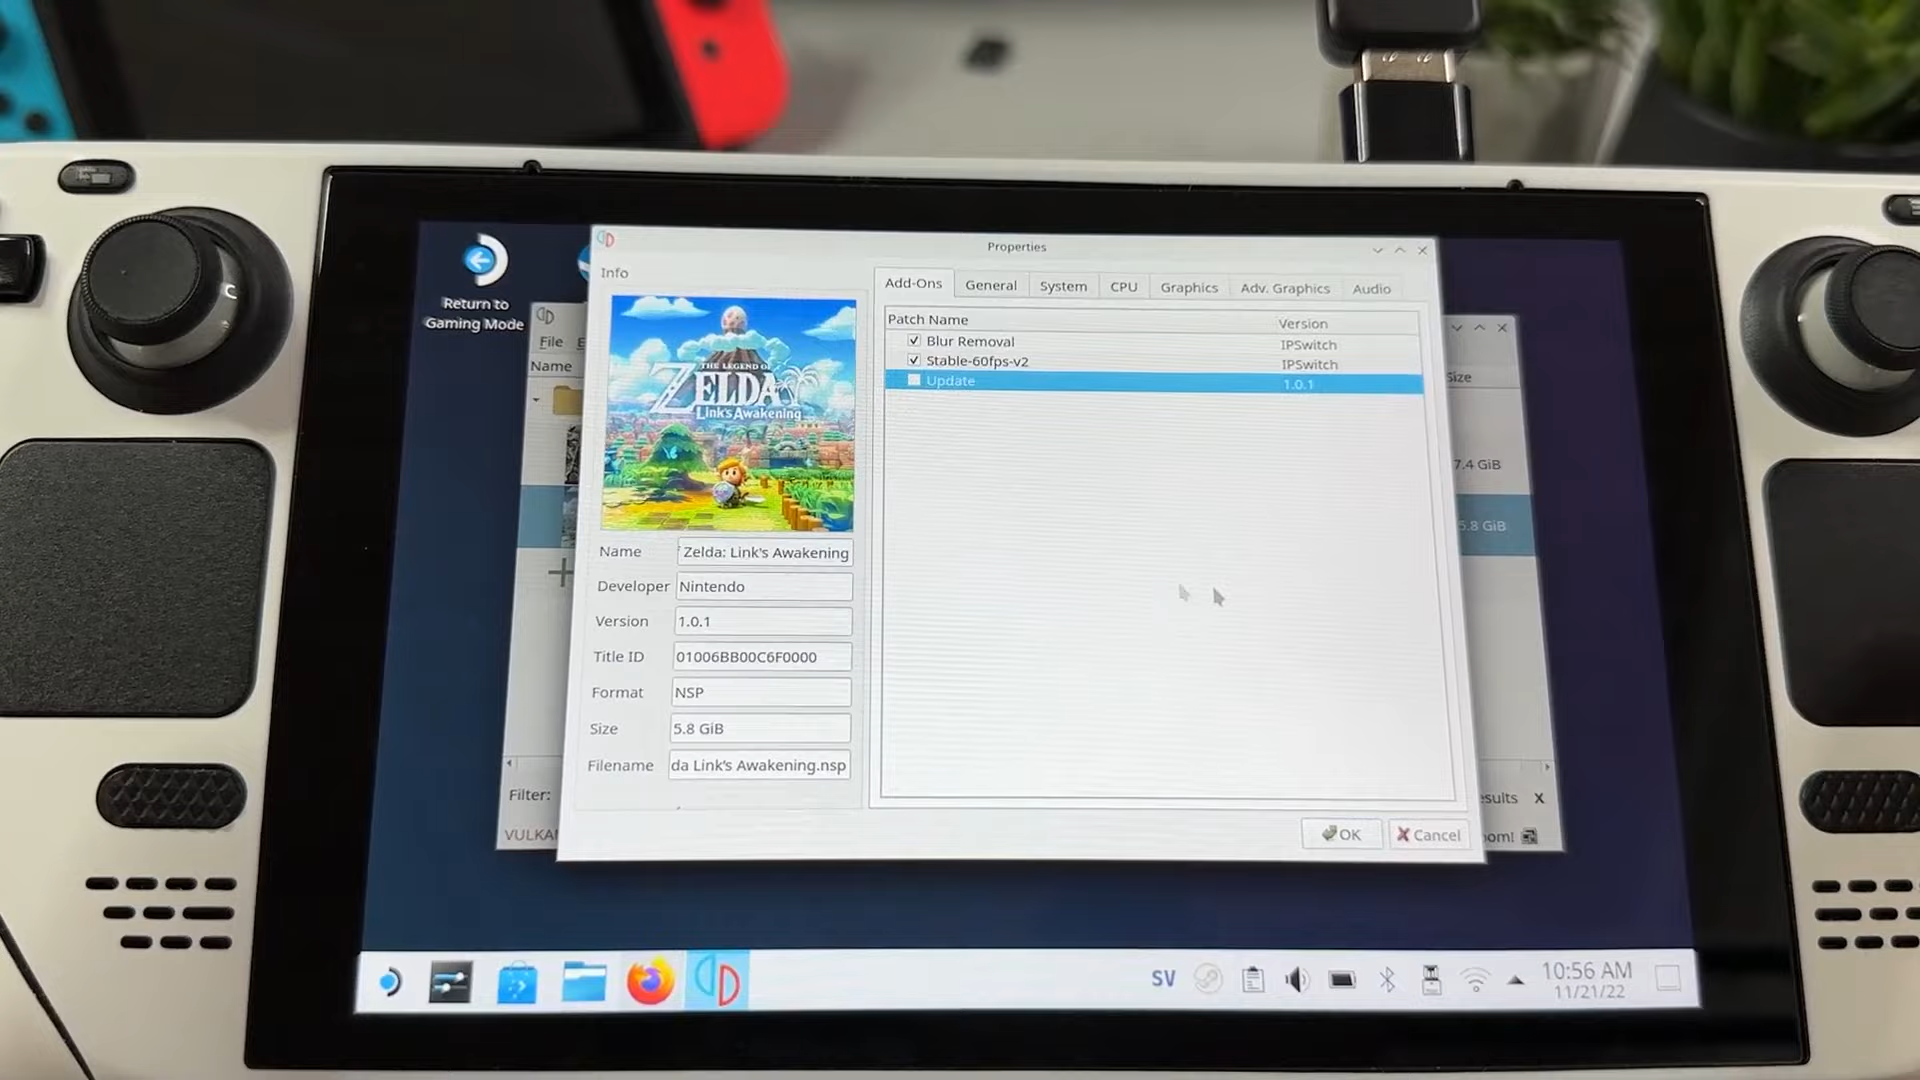 Return to
Gaming Mode
File
Name
Size
7.4 GiB
5.8 GiB
Filter:
VULKAN
Properties
Info
THE LEGEND OF
ZELDA
Link's Awakening
Name
Zelda: Link's Awakening
Developer
Nintendo
Version
1.0.1
Title ID
01006BB00C6F0000
Format
NSP
Size
5.8 GiB
Filename
da Link's Awakening.nsp
Add-Ons
General
System
CPU
Graphics
Adv. Graphics
Audio
Patch Name
Version
Blur Removal
IPSwitch
Stable-60fps-v2
IPSwitch
Update
1.0.1
OK
Cancel
SV
10:56 AM
11/21/22